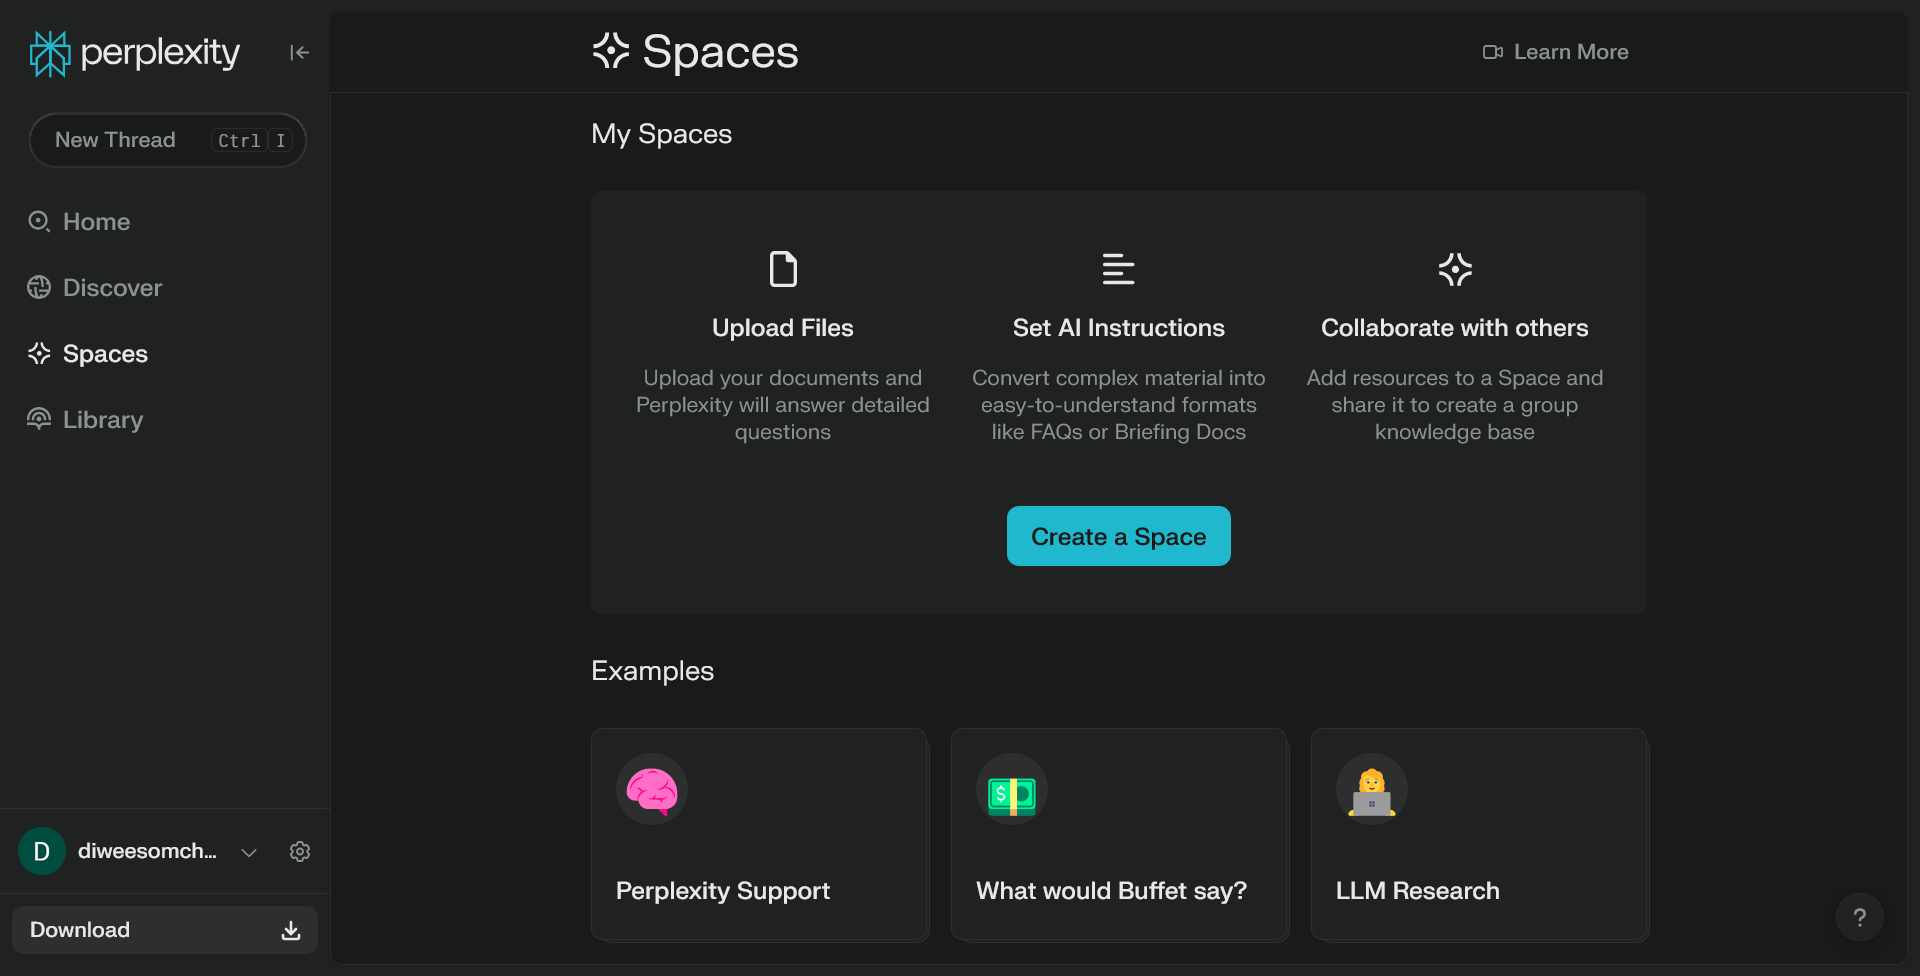 perplexity
New Thread Ctrl I
Home
Discover
Spaces
Library
D diweesomch...
Download
Spaces
Learn More
My Spaces
Upload Files
Upload your documents and
Perplexity will answer detailed
questions
Set AI Instructions
Convert complex material into
easy-to-understand formats
like FAQs or Briefing Docs
Collaborate with others
Add resources to a Space and
share it to create a group
knowledge base
Create a Space
Examples
$
Perplexity Support
What would Buffet say?
LLM Research
?